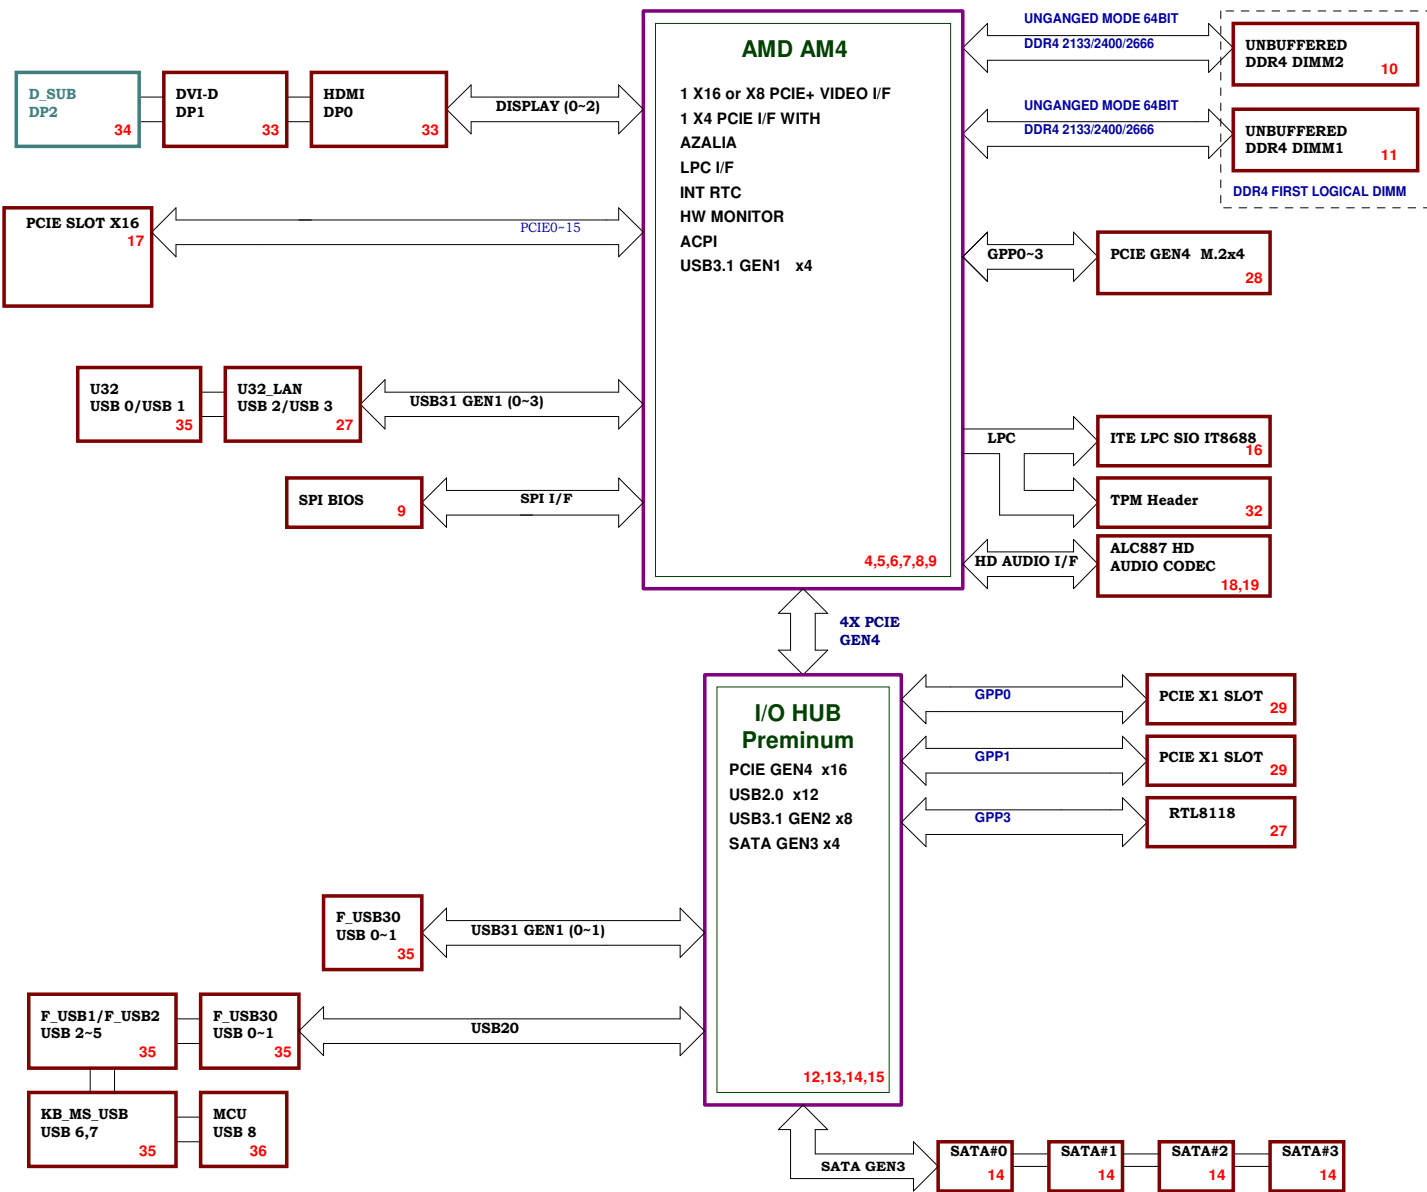 UNGANGED MODE 64BIT
DDR4 2133/2400/2666
UNBUFFERED
DDR4 DIMM2
10
UNGANGED MODE 64BIT
DDR4 2133/2400/2666
UNBUFFERED
DDR4 DIMM1
11
DDR4 FIRST LOGICAL DIMM
AMD AM4
1 X16 or X8 PCIE+ VIDEO I/F
1 X4 PCIE I/F WITH
AZALIA
LPC I/F
INT RTC
HW MONITOR
ACPI
USB3.1 GEN1 x4
4,5,6,7,8,9
D_SUB
DP2
34
DVI-D
DP1
33
HDMI
DP0
33
DISPLAY (0~2)
PCIE SLOT X16
17
PCIE0~15
GPP0~3
PCIE GEN4 M.2x4
28
U32
USB 0/USB 1
35
U32_LAN
USB 2/USB 3
27
USB31 GEN1 (0~3)
SPI BIOS
9
SPI I/F
LPC
ITE LPC SIO IT8688
16
TPM Header
32
HD AUDIO I/F
ALC887 HD
AUDIO CODEC
18,19
4X PCIE
GEN4
I/O HUB
Preminum
PCIE GEN4 x16
USB2.0 x12
USB3.1 GEN2 x8
SATA GEN3 x4
12,13,14,15
GPP0
PCIE X1 SLOT
29
GPP1
PCIE X1 SLOT
29
GPP3
RTL8118
27
F_USB30
USB 0~1
35
USB31 GEN1 (0~1)
F_USB1/F_USB2
USB 2~5
35
F_USB30
USB 0~1
35
USB20
KB_MS_USB
USB 6,7
35
MCU
USB 8
36
SATA GEN3
SATA#0
14
SATA#1
14
SATA#2
14
SATA#3
14